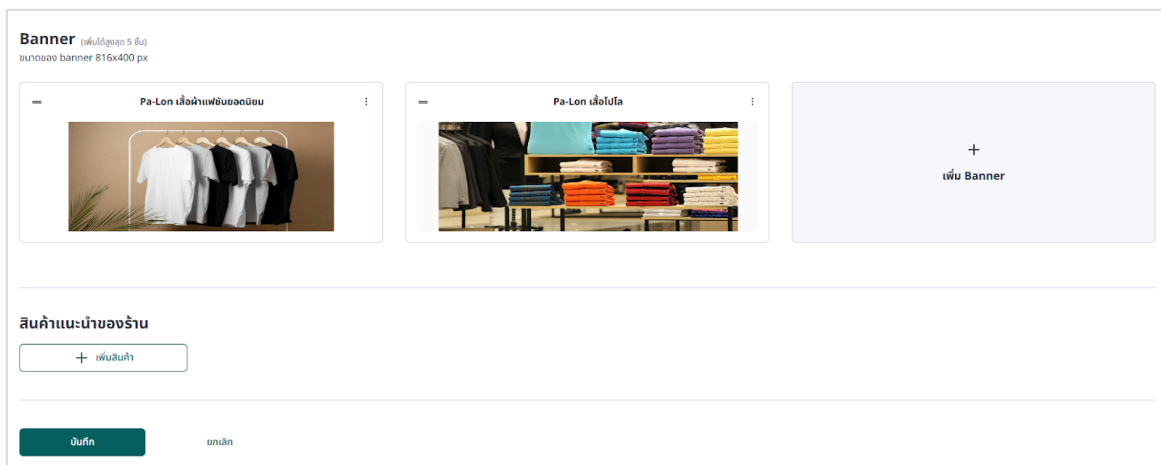 Banner (เพิ่มได้สูงสุด 5 ชิ้น)
ขนาดของ banner 816x400 px
Pa-Lon เสื้อผ้าแฟชันยอดนิยม
Pa-Lon เสื้อโปโล
เพิ่ม Banner
สินค้าแนะนำของร้าน
เพิ่มสินค้า
บันทึก ยกเลิก